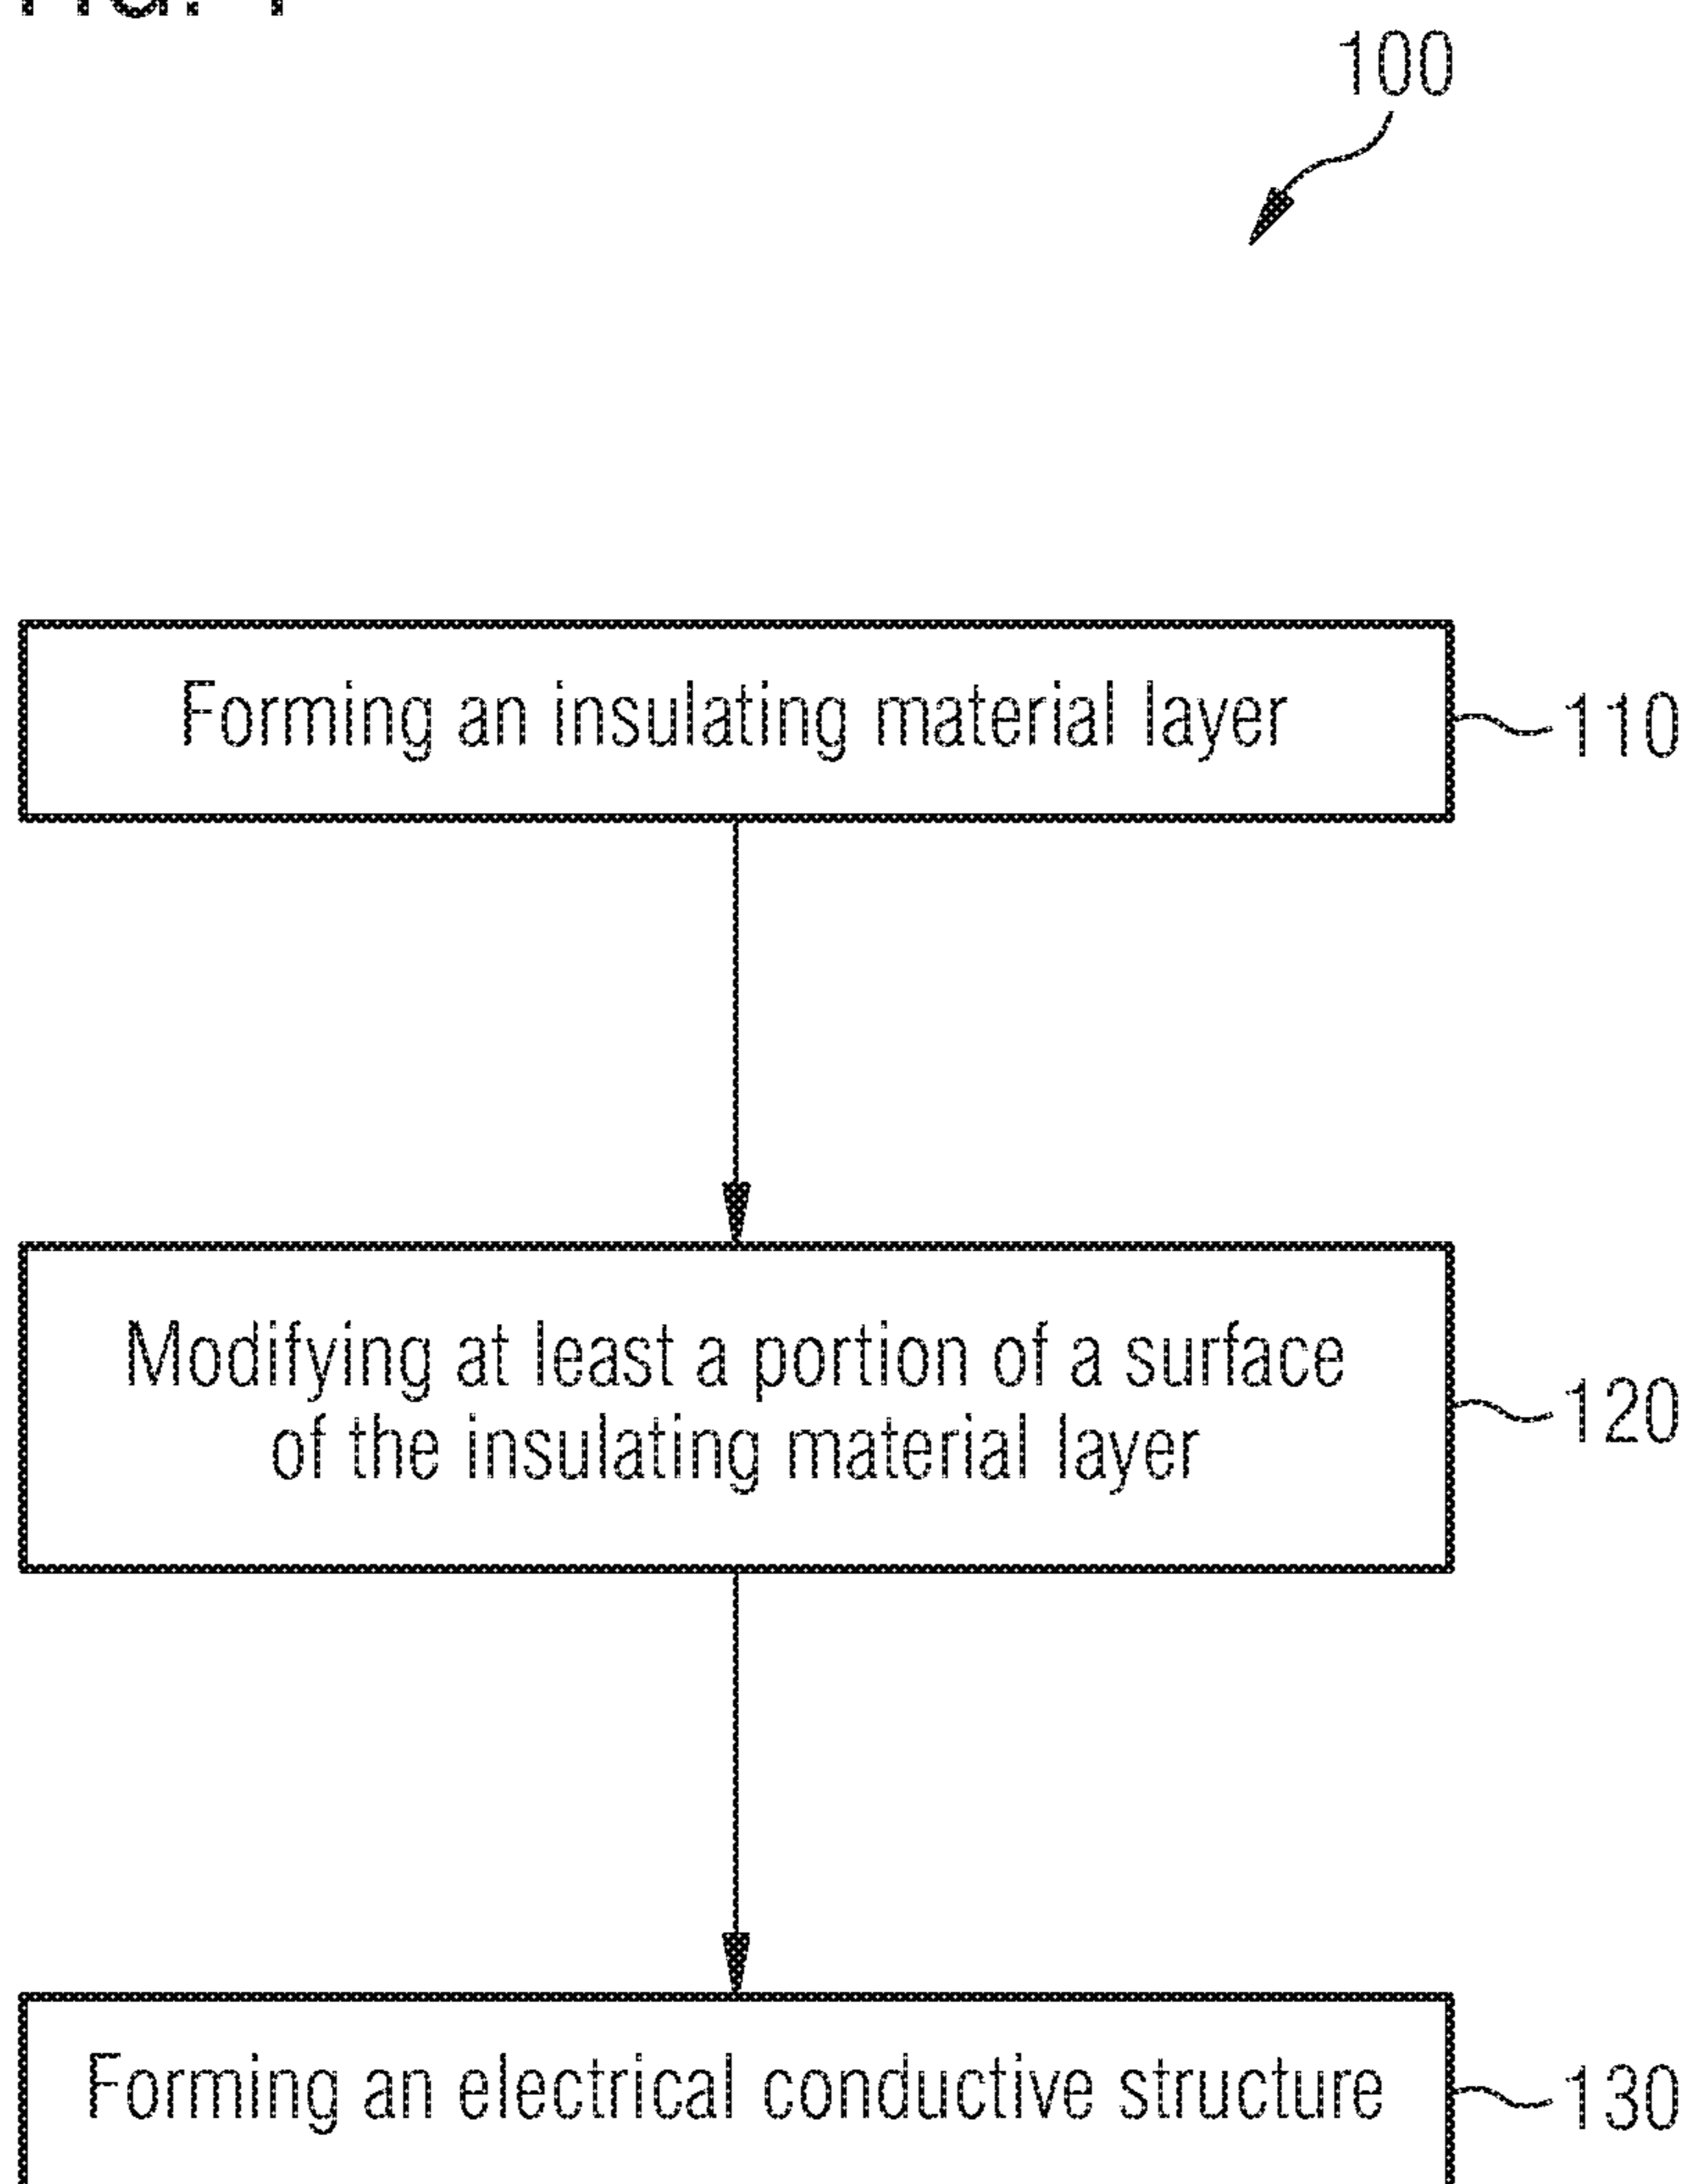 100
Forming an insulating material layer
110
Modifying at least a portion of a surface
of the insulating material layer
120
Forming an electrical conductive structure
130